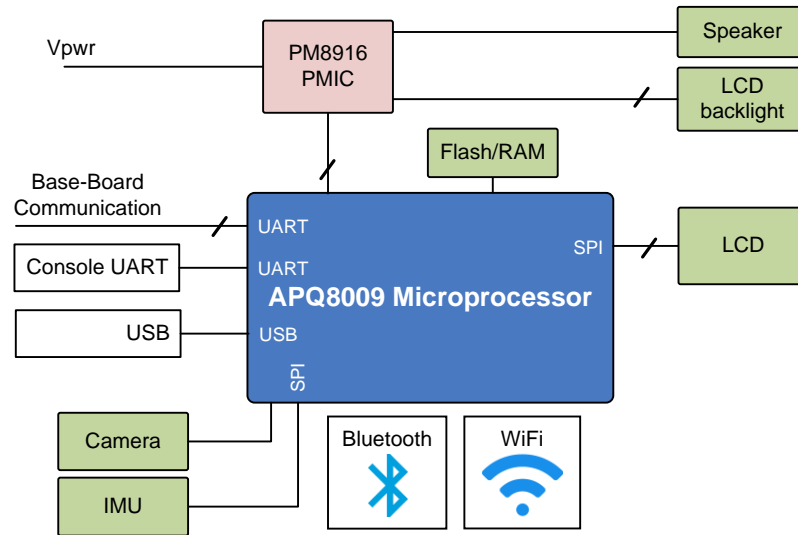 Vpwr
PM8916
PMIC
Speaker
LCD
backlight
Flash/RAM
Base-Board
Communication
UART
SPI
LCD
Console UART
UART
APQ8009 Microprocessor
USB
USB
SPI
Camera
Bluetooth
WiFi
IMU